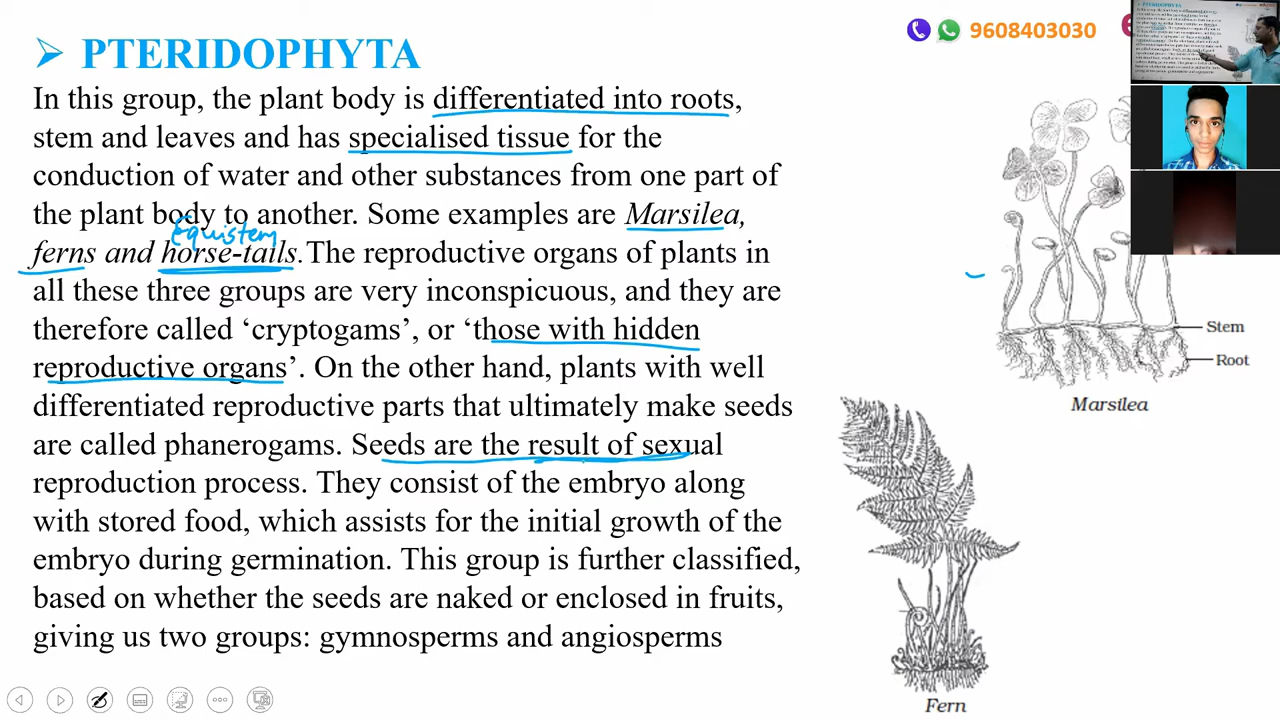 PTERIDOPHYTA
9608403030
In this group, the plant body is differentiated into roots,
stem and leaves and has specialised tissue for the
conduction of water and other substances from one part of
the plant body to another. Some examples are Marsilea,
Equistem
ferns and horse-tails.The reproductive organs of plants in
all these three groups are very inconspicuous, and they are
therefore called ‘cryptogams’, or ‘those with hidden
reproductive organs’. On the other hand, plants with well
differentiated reproductive parts that ultimately make seeds
are called phanerogams. Seeds are the result of sexual
reproduction process. They consist of the embryo along
with stored food, which assists for the initial growth of the
embryo during germination. This group is further classified,
based on whether the seeds are naked or enclosed in fruits,
giving us two groups: gymnosperms and angiosperms
Stem
Root
Marsilea
Fern